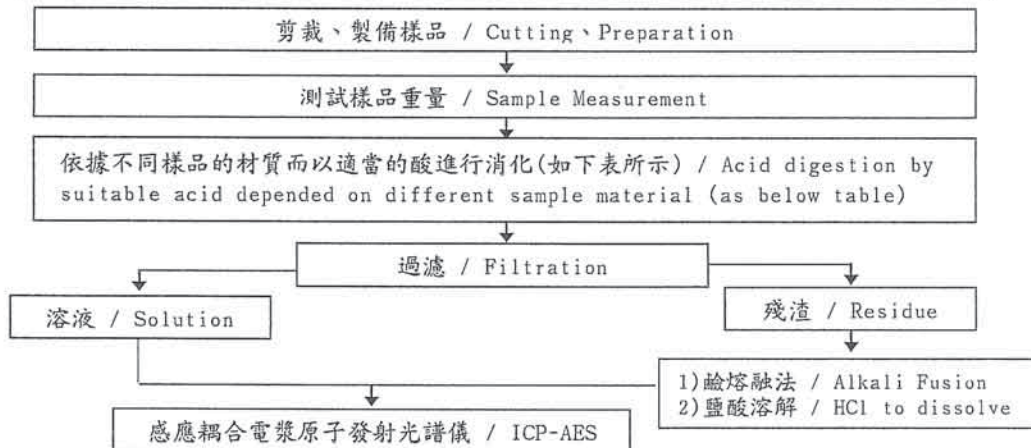 剪裁、製備樣品 / Cutting、Preparation
測試樣品重量 / Sample Measurement
依據不同樣品的材質而以適當的酸進行消化(如下表所示) / Acid digestion by
suitable acid depended on different sample material (as below table)
過濾 / Filtration
溶液 / Solution
殘渣 / Residue
1)鹼熔融法 / Alkali Fusion
2)鹽酸溶解 / HCl to dissolve
感應耦合電漿原子發射光譜儀 / ICP-AES